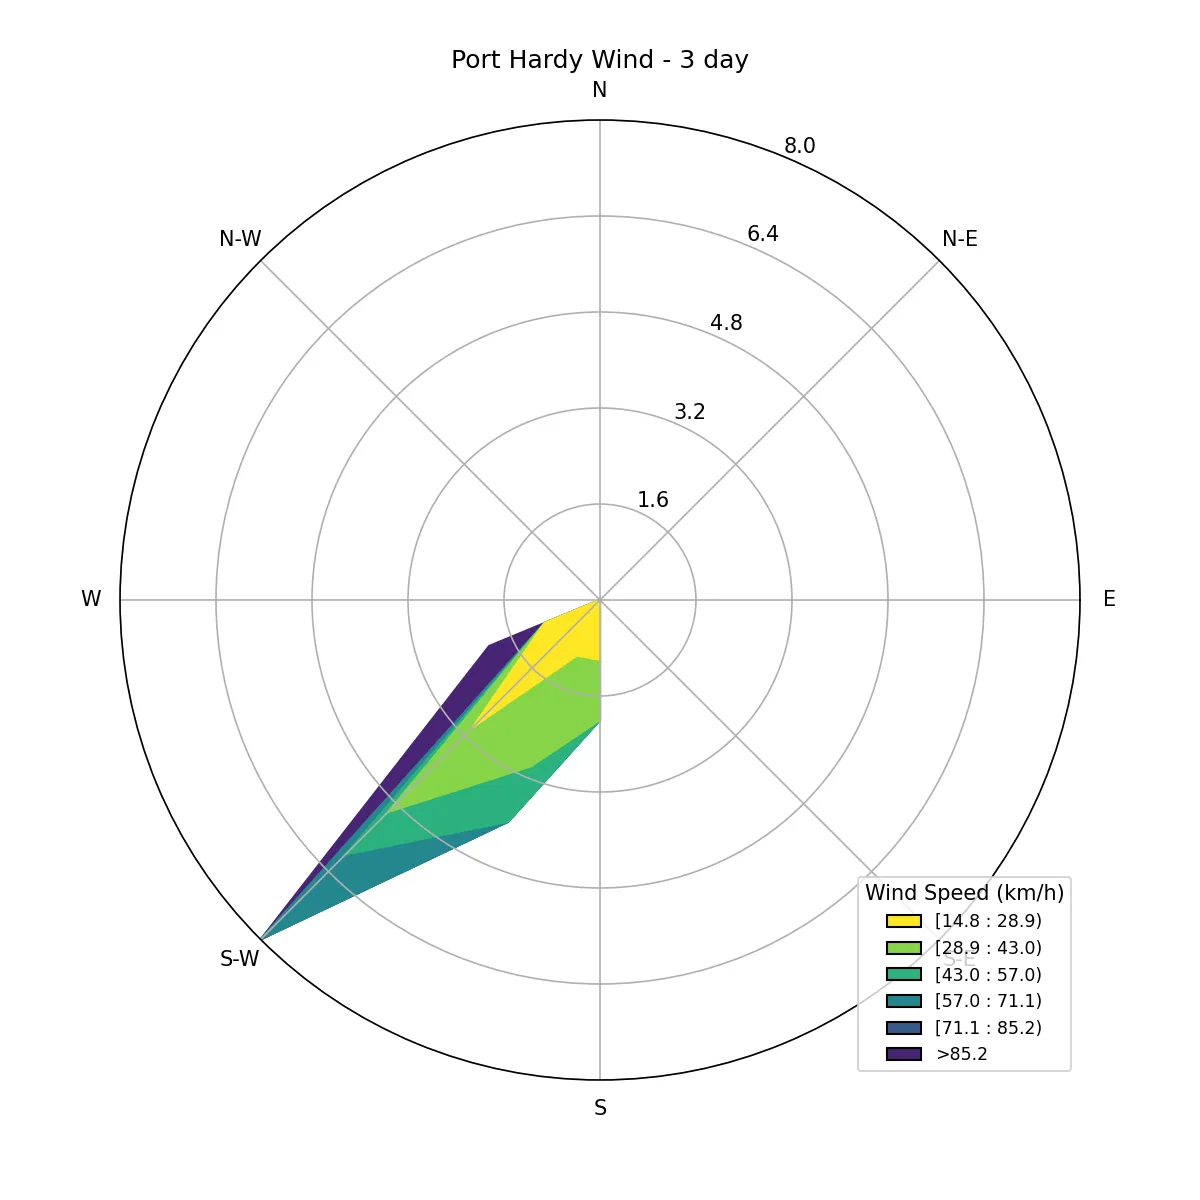 Port Hardy Wind - 3 day
N
8.0
N-W
N-E
6.4
4.8
3.2
1.6
W
E
S-W
S-E
S
Wind Speed (km/h)
[14.8 : 28.9)
[28.9 : 43.0)
[43.0 : 57.0)
[57.0 : 71.1)
[71.1 : 85.2)
>85.2